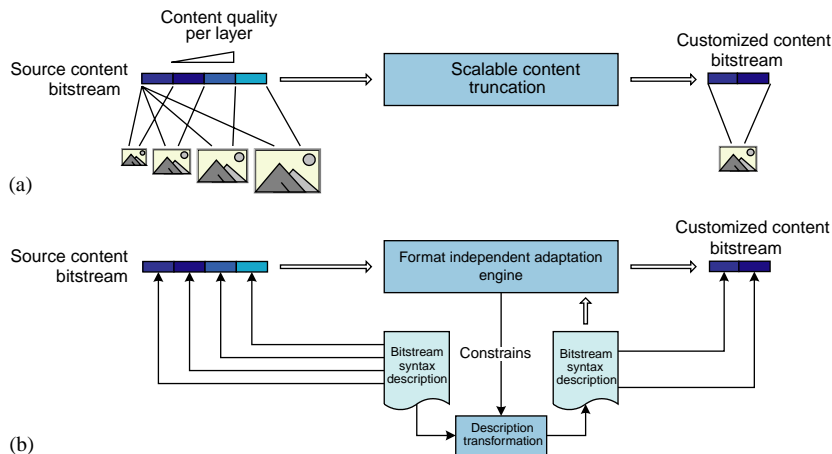 Content quality
per layer
Source content
bitstream
Scalable content
truncation
Customized content
bitstream
(a)
Source content
bitstream
Format independent adaptation
engine
Customized content
bitstream
Bitstream
syntax
description
Constrains
Bitstream
syntax
description
Description
transformation
(b)